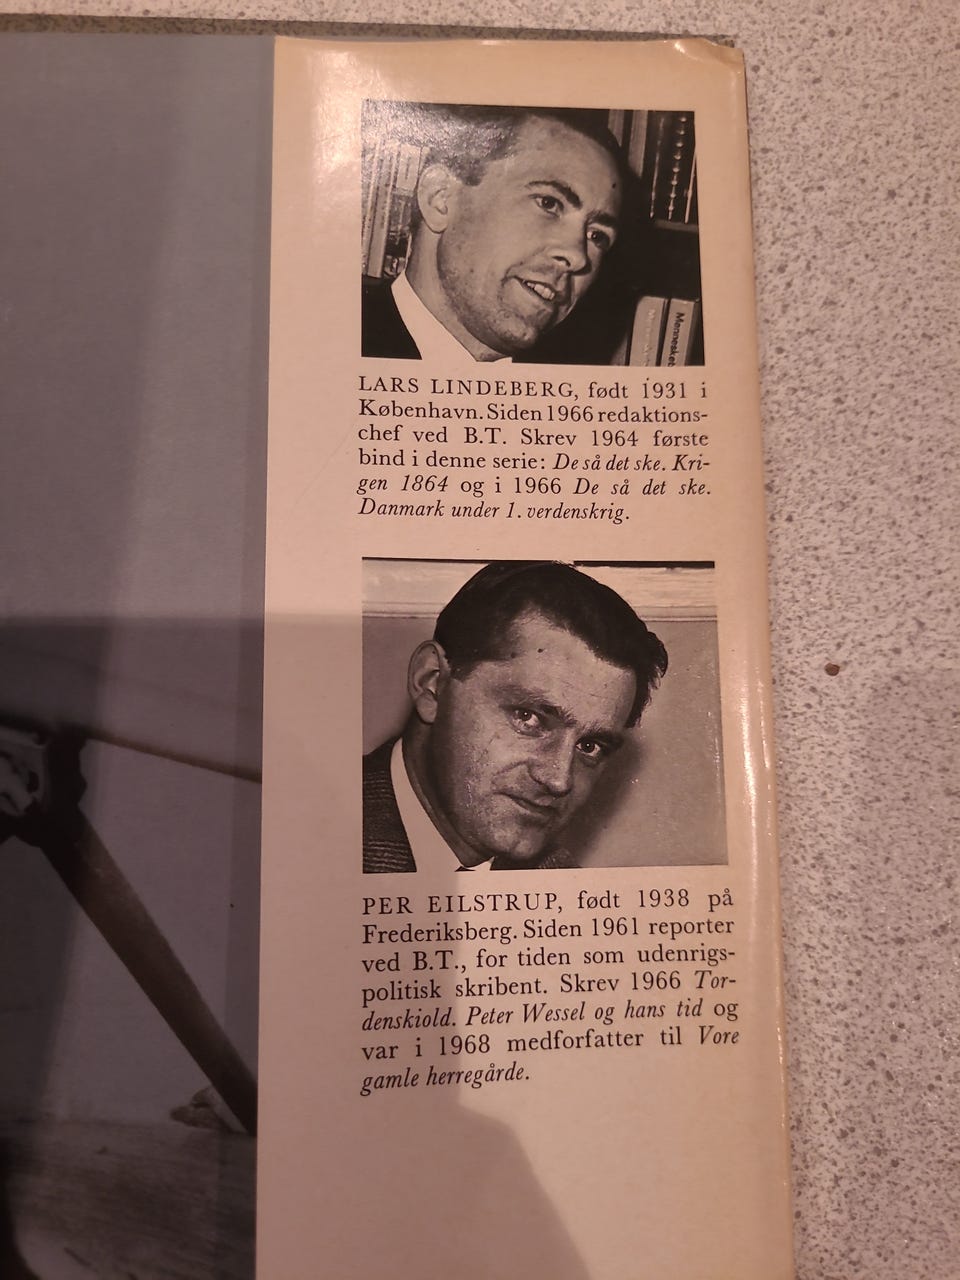 Mennesket
LARS LINDEBERG, født 1931 i
København. Siden 1966 redaktions-
chef ved B.T. Skrev 1964 første
bind i denne serie: De så det ske. Kri-
gen 1864 og i 1966 De så det ske.
Danmark under 1. verdenskrig.
PER EILSTRUP, født 1938 på
Frederiksberg. Siden 1961 reporter
ved B.T., for tiden som udenrigs-
politisk skribent. Skrev 1966 Tor-
denskiold. Peter Wessel og hans tid og
var i 1968 medforfatter til Vore
gamle herregårde.